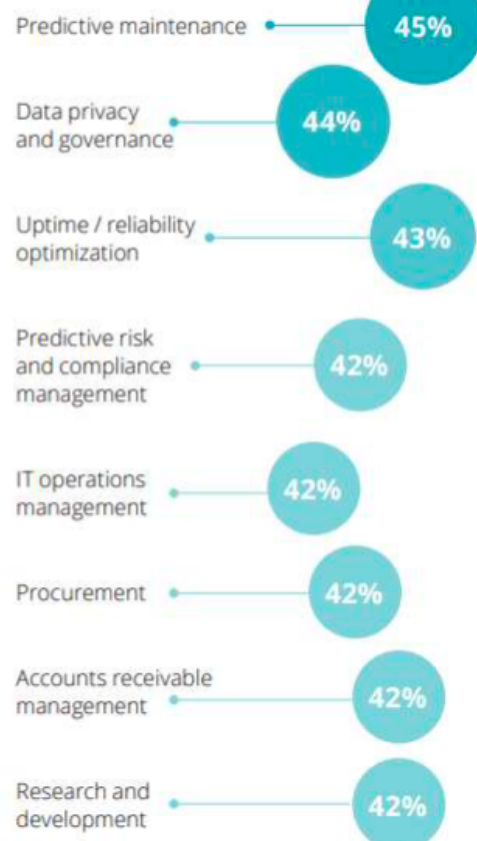 Predictive maintenance
45%
Data privacy
and governance
44%
Uptime / reliability
optimization
43%
Predictive risk
and compliance
management
42%
IT operations
management
42%
Procurement
42%
Accounts receivable
management
42%
Research and
development
42%